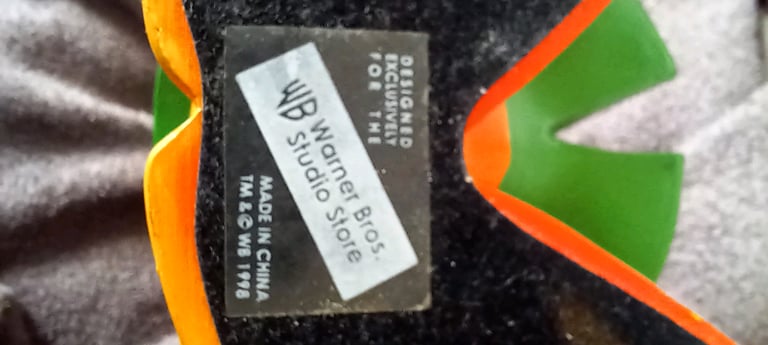 DESIGNED
EXCLUSIVELY
FOR THE
WB Warner Bros.
Studio Store
MADE IN CHINA
TM & © WB 1998